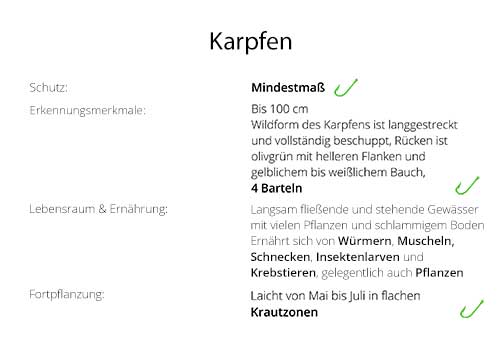 Karpfen
Schutz: Mindestmaß
Erkennungsmerkmale: Bis 100 cm
Wildform des Karpfens ist langgestreckt
und vollständig beschuppt, Rücken ist
olivgrün mit helleren Flanken und
gelblichem bis weißlichem Bauch,
4 Barteln
Lebensraum & Ernährung: Langsam fließende und stehende Gewässer
mit vielen Pflanzen und schlammigem Boden
Ernährt sich von Würmern, Muscheln,
Schnecken, Insektenlarven und
Krebstieren, gelegentlich auch Pflanzen
Fortpflanzung: Laicht von Mai bis Juli in flachen
Krautzonen